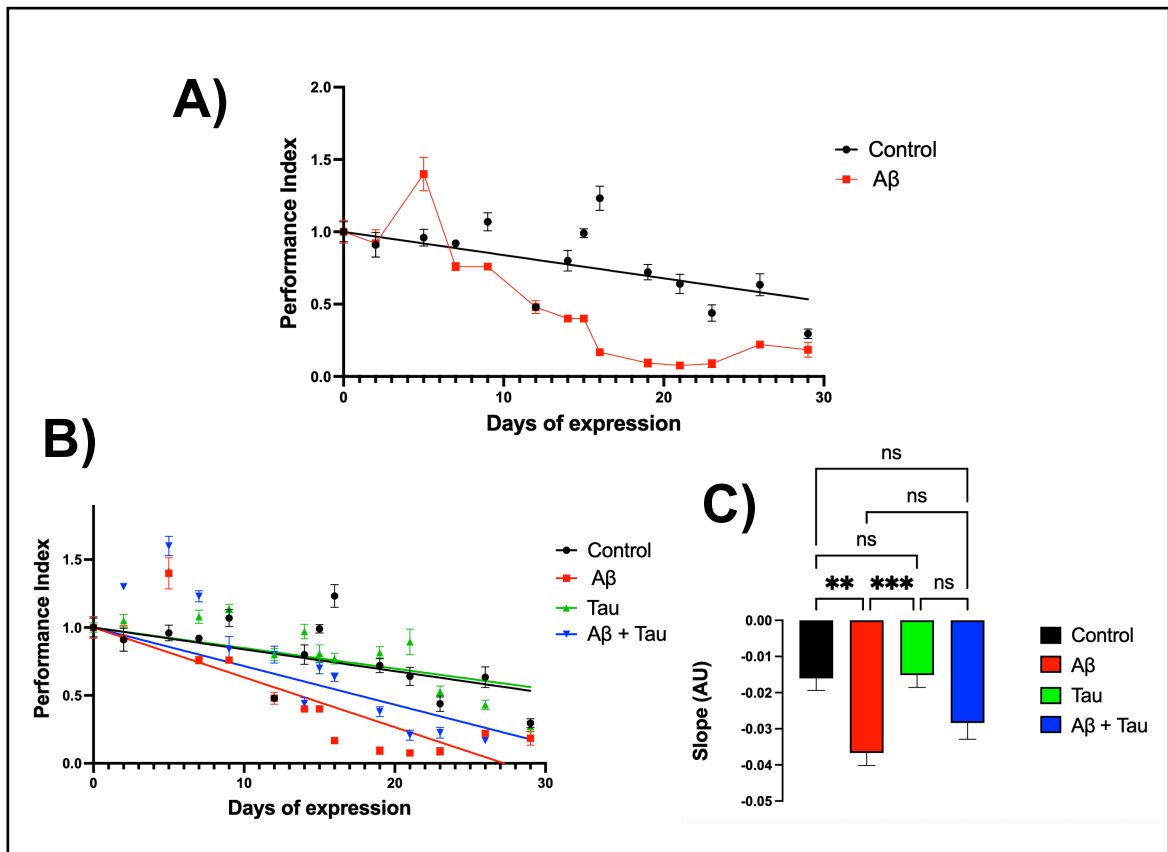 A)
2.0
1.5
1.0
0.5
0.0
Performance Index
0 10 20 30
Days of expression
Control
Aβ
B)
1.5
1.0
0.5
0.0
Performance Index
0 10 20 30
Days of expression
Control
Aβ
Tau
Aβ + Tau
C)
ns
ns
ns
** *** ns
0.00
-0.01
-0.02
-0.03
-0.04
-0.05
Slope (AU)
Control
Aβ
Tau
Aβ + Tau